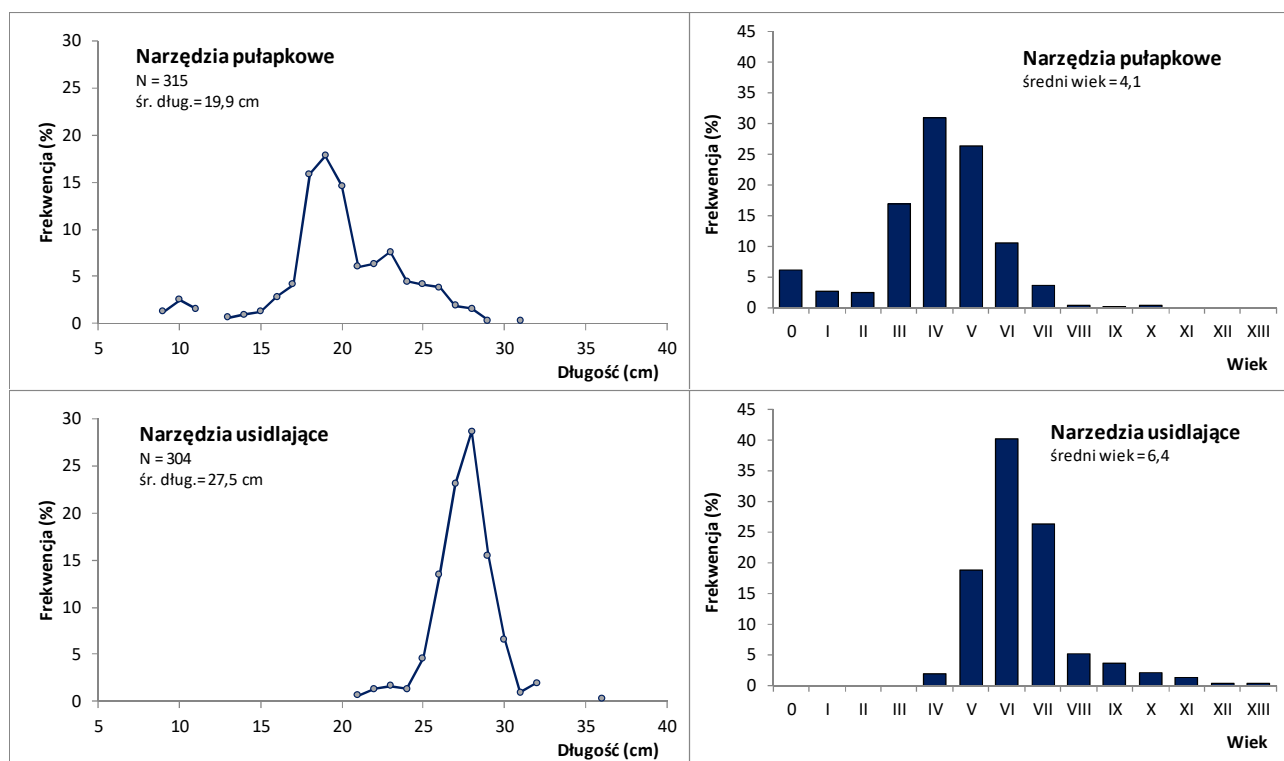 Narzędzia pułapkowe
N = 315
śr. dług.= 19,9 cm
Frekwencja (%)
30
25
20
15
10
5
0
5 10 15 20 25 30 35 40
Długość (cm)
Narzędzia pułapkowe
średni wiek = 4,1
Frekwencja (%)
45
40
35
30
25
20
15
10
5
0
0 I II III IV V VI VII VIII IX X XI XII XIII
Wiek
Narzędzia usidlające
N = 304
śr. dług.= 27,5 cm
Frekwencja (%)
30
25
20
15
10
5
0
5 10 15 20 25 30 35 40
Długość (cm)
Narzedzia usidlające
średni wiek = 6,4
Frekwencja (%)
45
40
35
30
25
20
15
10
5
0
0 I II III IV V VI VII VIII IX X XI XII XIII
Wiek